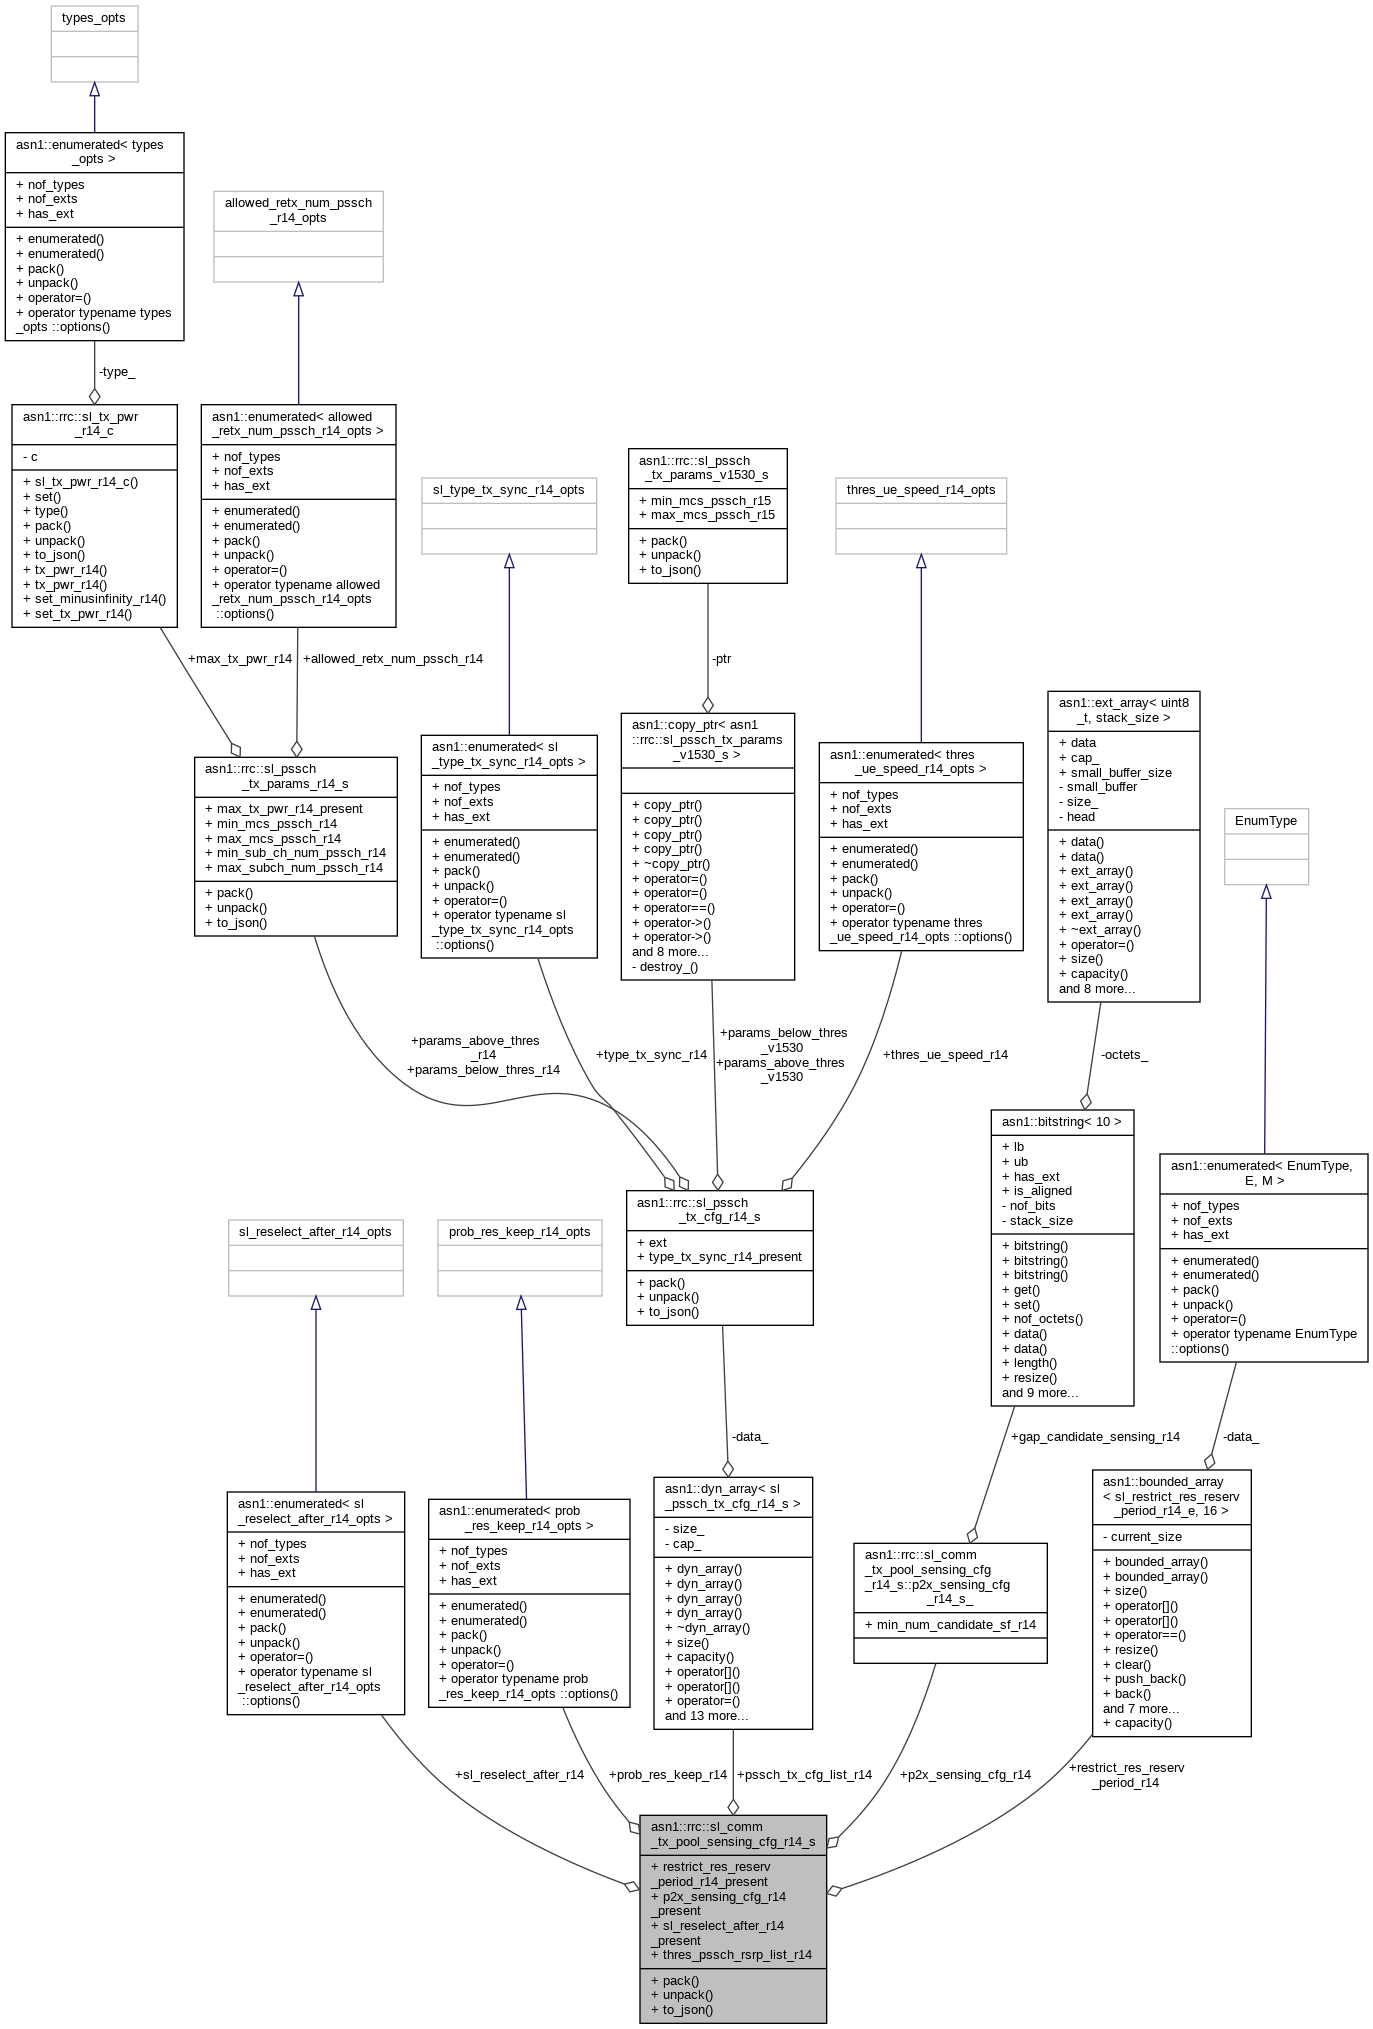 types_opts
asn1::enumerated< types
_opts >
+ nof_types
+ nof_exts
+ has_ext
+ enumerated()
+ enumerated()
+ pack()
+ unpack()
+ operator=()
+ operator typename types
_opts ::options()
-type_
allowed_retx_num_pssch
_r14_opts
asn1::rrc::sl_tx_pwr
_r14_c
- c
+ sl_tx_pwr_r14_c()
+ set()
+ type()
+ pack()
+ unpack()
+ to_json()
+ tx_pwr_r14()
+ tx_pwr_r14()
+ set_minusinfinity_r14()
+ set_tx_pwr_r14()
asn1::enumerated< allowed
_retx_num_pssch_r14_opts >
+ nof_types
+ nof_exts
+ has_ext
+ enumerated()
+ enumerated()
+ pack()
+ unpack()
+ operator=()
+ operator typename allowed
_retx_num_pssch_r14_opts
::options()
+max_tx_pwr_r14
+allowed_retx_num_pssch_r14
sl_type_tx_sync_r14_opts
asn1::rrc::sl_pssch
_tx_params_v1530_s
+ min_mcs_pssch_r15
+ max_mcs_pssch_r15
+ pack()
+ unpack()
+ to_json()
-ptr
thres_ue_speed_r14_opts
asn1::rrc::sl_pssch
_tx_params_r14_s
+ max_tx_pwr_r14_present
+ min_mcs_pssch_r14
+ max_mcs_pssch_r14
+ min_sub_ch_num_pssch_r14
+ max_subch_num_pssch_r14
+ pack()
+ unpack()
+ to_json()
asn1::enumerated< sl
_type_tx_sync_r14_opts >
+ nof_types
+ nof_exts
+ has_ext
+ enumerated()
+ enumerated()
+ pack()
+ unpack()
+ operator=()
+ operator typename sl
_type_tx_sync_r14_opts
::options()
asn1::copy_ptr< asn1
::rrc::sl_pssch_tx_params
_v1530_s >
+ copy_ptr()
+ copy_ptr()
+ copy_ptr()
+ copy_ptr()
+ ~copy_ptr()
+ operator=()
+ operator=()
+ operator==()
+ operator->()
+ operator->()
and 8 more...
- destroy_()
asn1::enumerated< thres
_ue_speed_r14_opts >
+ nof_types
+ nof_exts
+ has_ext
+ enumerated()
+ enumerated()
+ pack()
+ unpack()
+ operator=()
+ operator typename thres
_ue_speed_r14_opts ::options()
asn1::ext_array< uint8
_t, stack_size >
+ data
+ cap_
+ small_buffer_size
- small_buffer
- size_
- head
+ data()
+ data()
+ ext_array()
+ ext_array()
+ ext_array()
+ ext_array()
+ ~ext_array()
+ operator=()
+ size()
+ capacity()
and 8 more...
EnumType
+params_above_thres
_r14
+params_below_thres_r14
+type_tx_sync_r14
+params_below_thres
_v1530
+params_above_thres
_v1530
+thres_ue_speed_r14
-octets_
asn1::bitstring< 10 >
+ lb
+ ub
+ has_ext
+ is_aligned
- nof_bits
- stack_size
+ bitstring()
+ bitstring()
+ bitstring()
+ get()
+ set()
+ nof_octets()
+ data()
+ data()
+ length()
+ resize()
and 9 more...
asn1::enumerated< EnumType,
E, M >
+ nof_types
+ nof_exts
+ has_ext
+ enumerated()
+ enumerated()
+ pack()
+ unpack()
+ operator=()
+ operator typename EnumType
::options()
asn1::rrc::sl_pssch
_tx_cfg_r14_s
+ ext
+ type_tx_sync_r14_present
+ pack()
+ unpack()
+ to_json()
sl_reselect_after_r14_opts
prob_res_keep_r14_opts
-data_
+gap_candidate_sensing_r14
-data_
asn1::enumerated< sl
_reselect_after_r14_opts >
+ nof_types
+ nof_exts
+ has_ext
+ enumerated()
+ enumerated()
+ pack()
+ unpack()
+ operator=()
+ operator typename sl
_reselect_after_r14_opts
::options()
asn1::enumerated< prob
_res_keep_r14_opts >
+ nof_types
+ nof_exts
+ has_ext
+ enumerated()
+ enumerated()
+ pack()
+ unpack()
+ operator=()
+ operator typename prob
_res_keep_r14_opts ::options()
asn1::dyn_array< sl
_pssch_tx_cfg_r14_s >
- size_
- cap_
+ dyn_array()
+ dyn_array()
+ dyn_array()
+ dyn_array()
+ ~dyn_array()
+ size()
+ capacity()
+ operator[]()
+ operator[]()
+ operator=()
and 13 more...
asn1::rrc::sl_comm
_tx_pool_sensing_cfg
_r14_s::p2x_sensing_cfg
_r14_s_
+ min_num_candidate_sf_r14
asn1::bounded_array
< sl_restrict_res_reserv
_period_r14_e, 16 >
- current_size
+ bounded_array()
+ bounded_array()
+ size()
+ operator[]()
+ operator[]()
+ operator==()
+ resize()
+ clear()
+ push_back()
+ back()
and 7 more...
+ capacity()
+sl_reselect_after_r14
+prob_res_keep_r14
+pssch_tx_cfg_list_r14
+p2x_sensing_cfg_r14
+restrict_res_reserv
_period_r14
asn1::rrc::sl_comm
_tx_pool_sensing_cfg_r14_s
+ restrict_res_reserv
_period_r14_present
+ p2x_sensing_cfg_r14
_present
+ sl_reselect_after_r14
_present
+ thres_pssch_rsrp_list_r14
+ pack()
+ unpack()
+ to_json()